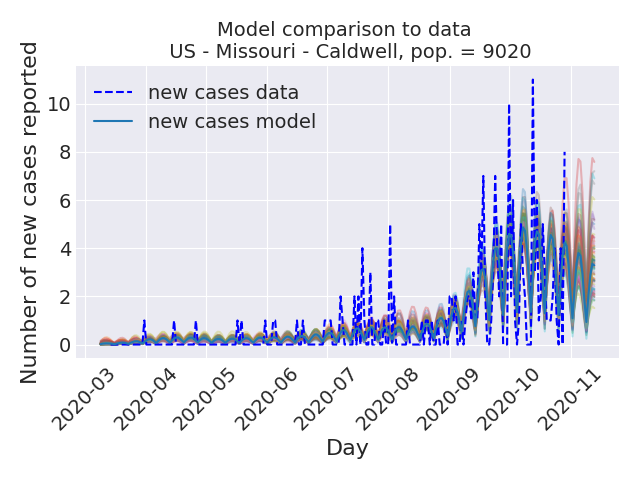 Model comparison to data
US - Missouri - Caldwell, pop. = 9020
Number of new cases reported
new cases data
new cases model
10
8
6
4
2
0
2020-03
2020-04
2020-05
2020-06
2020-07
2020-08
2020-09
2020-10
2020-11
Day